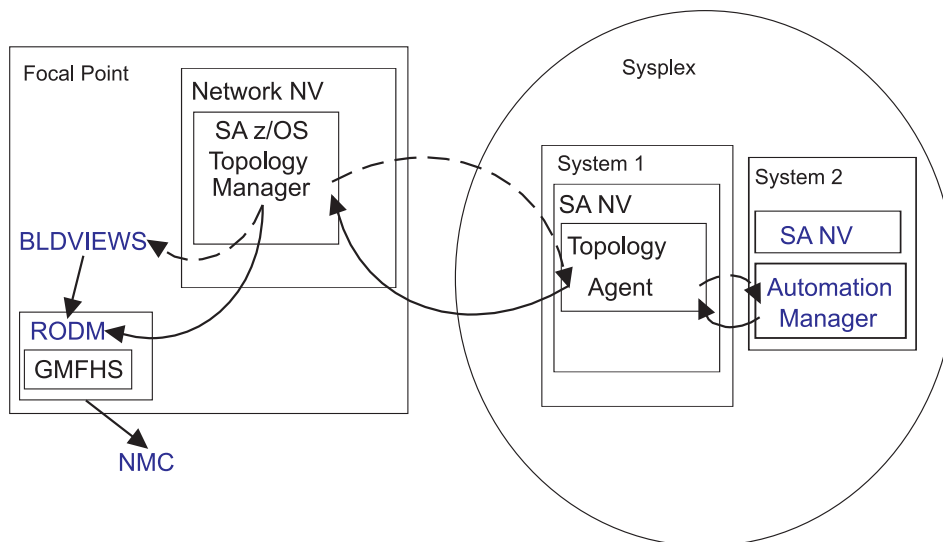 Focal Point
Network NV
SA z/OS
Topology
Manager
BLDVIEWS
RODM
GMFHS
NMC
Sysplex
System 1
SA NV
Topology
Agent
System 2
SA NV
Automation
Manager